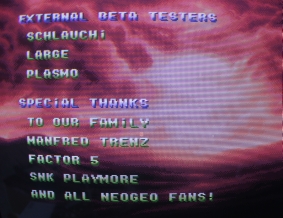 EXTERNAL BETA TESTERS
SCHLAUCHi
LARGE
PLASMO
SPECIAL THANKS
TO OUR FAMiLY
MANFRED TRENZ
FACTOR 5
SNK PLAYMORE
AND ALL NEOGEO FANS!